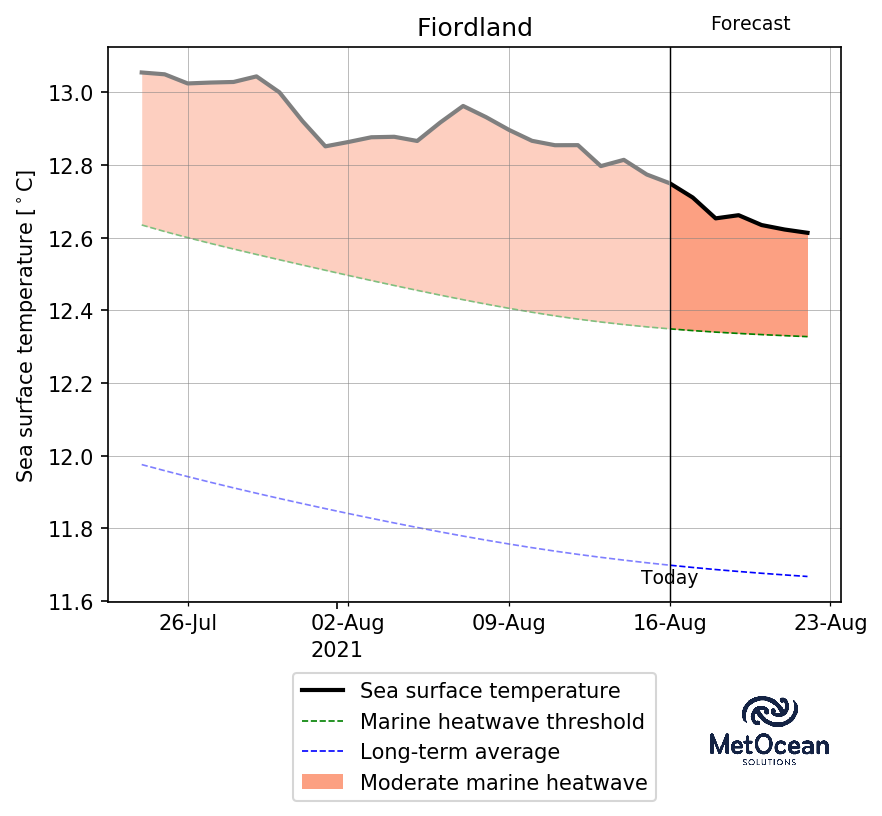 Fiordland
Forecast
Sea surface temperature [°C]
13.0
12.8
12.6
12.4
12.2
12.0
11.8
11.6
Today
26-Jul
02-Aug
2021
09-Aug
16-Aug
23-Aug
Sea surface temperature
Marine heatwave threshold
Long-term average
Moderate marine heatwave
MetOcean
SOLUTIONS